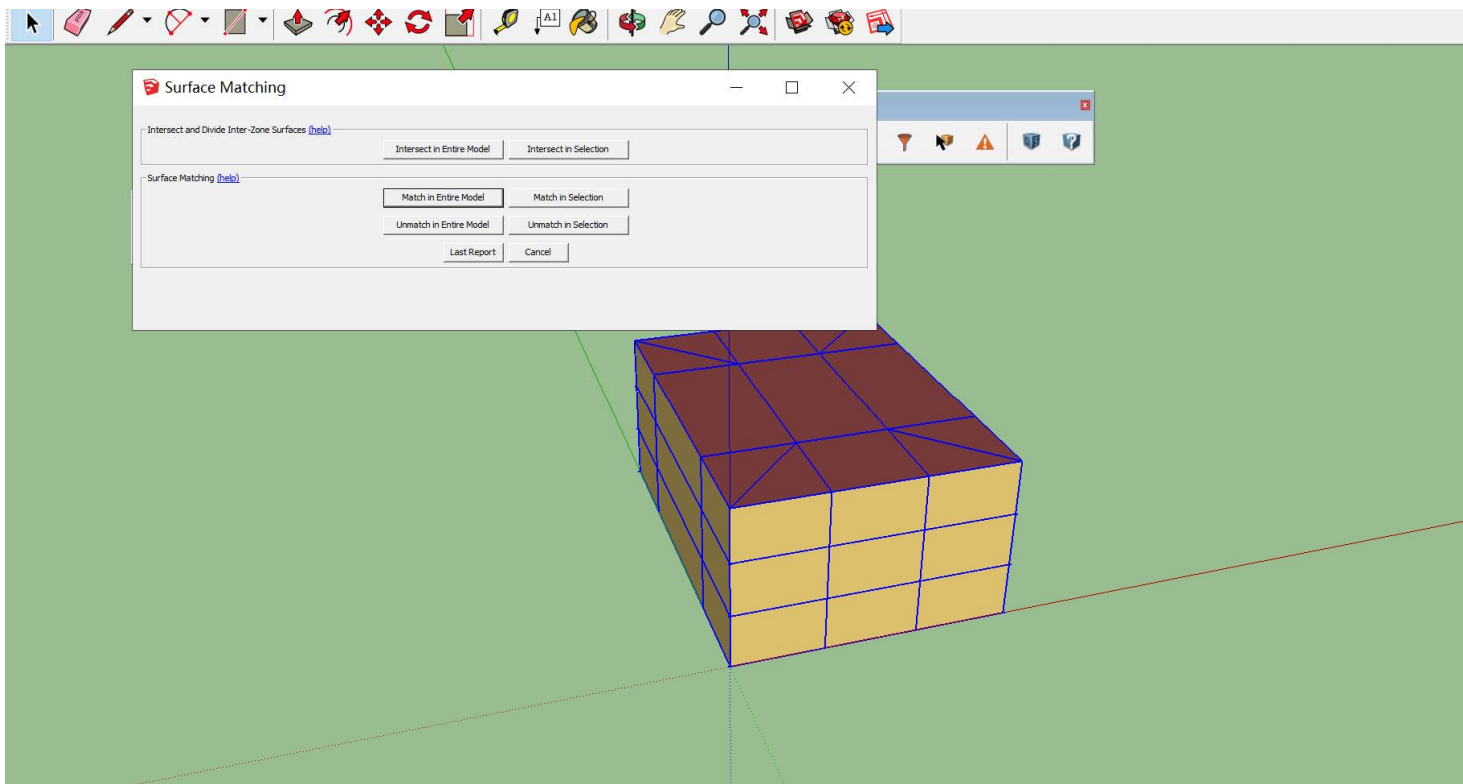 A1
Surface Matching
Intersect and Divide Inter-Zone Surfaces (help)
Intersect in Entire Model Intersect in Selection
Surface Matching (help)
Match in Entire Model Match in Selection
Unmatch in Entire Model Unmatch in Selection
Last Report Cancel